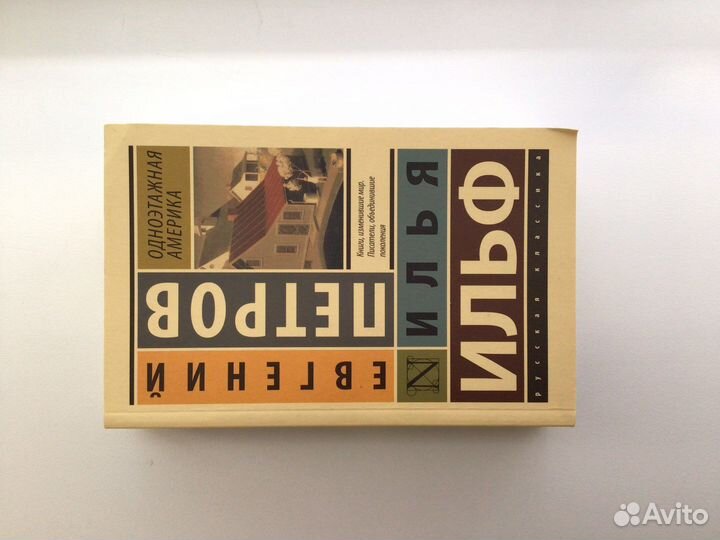 ИЛЬЯ
ИЛЬФ
ЕВГЕНИЙ
ПЕТРОВ
ОДНОЭТАЖНАЯ
АМЕРИКА
Книги, изменившие мир.
Писатели, объединившие
поколения
русская классика
N
Avito